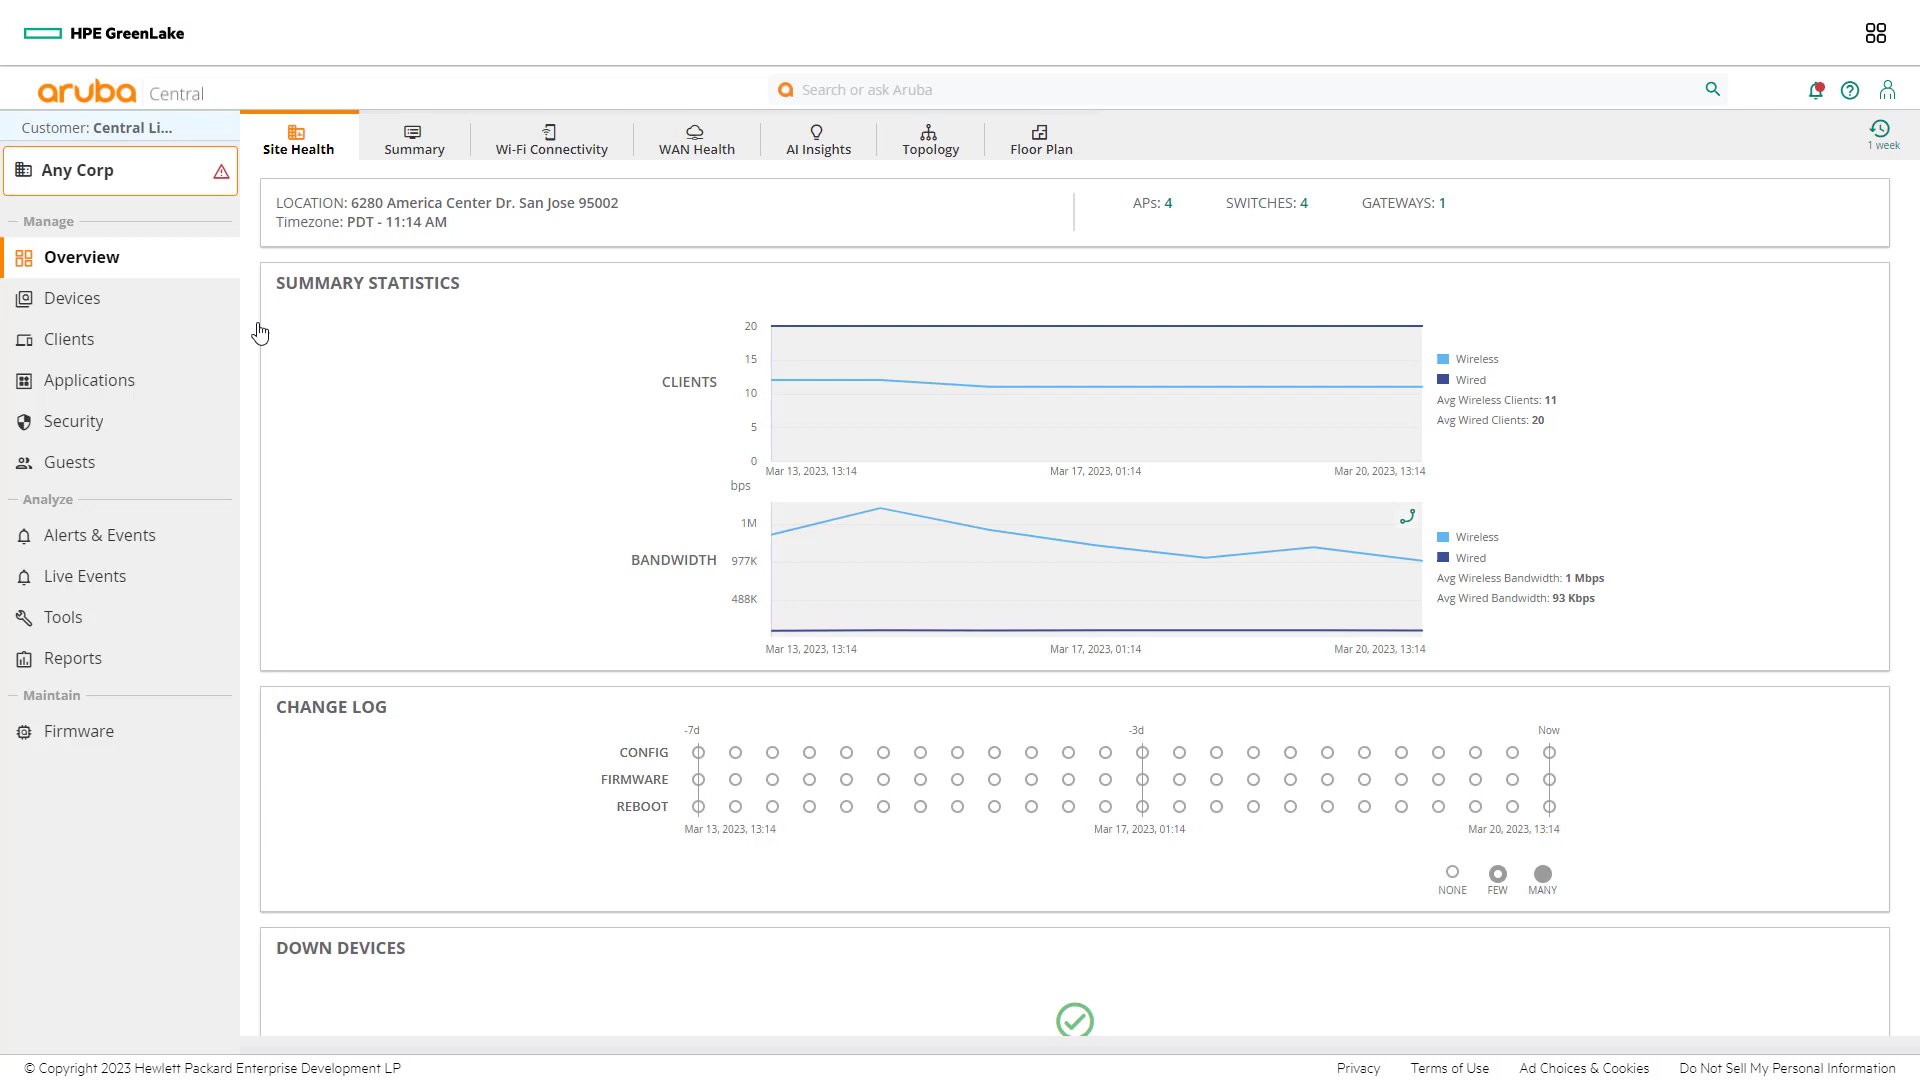 HPE GreenLake
aruba Central
Search or ask Aruba
Customer: Central Li...
Any Corp
Manage
Overview
Devices
Clients
Applications
Security
Guests
Analyze
Alerts & Events
Live Events
Tools
Reports
Maintain
Firmware
Site Health
Summary
Wi-Fi Connectivity
WAN Health
AI Insights
Topology
Floor Plan
1 week
LOCATION: 6280 America Center Dr. San Jose 95002
Timezone: PDT - 11:14 AM
APs: 4
SWITCHES: 4
GATEWAYS: 1
SUMMARY STATISTICS
CLIENTS
20
15
10
5
0
Mar 13, 2023, 13:14
Mar 17, 2023, 01:14
Mar 20, 2023, 13:14
Wireless
Wired
Avg Wireless Clients: 11
Avg Wired Clients: 20
bps
BANDWIDTH
1M
977K
488K
Mar 13, 2023, 13:14
Mar 17, 2023, 01:14
Mar 20, 2023, 13:14
Wireless
Wired
Avg Wireless Bandwidth: 1 Mbps
Avg Wired Bandwidth: 93 Kbps
CHANGE LOG
-7d
-3d
Now
CONFIG
FIRMWARE
REBOOT
Mar 13, 2023, 13:14
Mar 17, 2023, 01:14
Mar 20, 2023, 13:14
NONE
FEW
MANY
DOWN DEVICES
© Copyright 2023 Hewlett Packard Enterprise Development LP
Privacy
Terms of Use
Ad Choices & Cookies
Do Not Sell My Personal Information